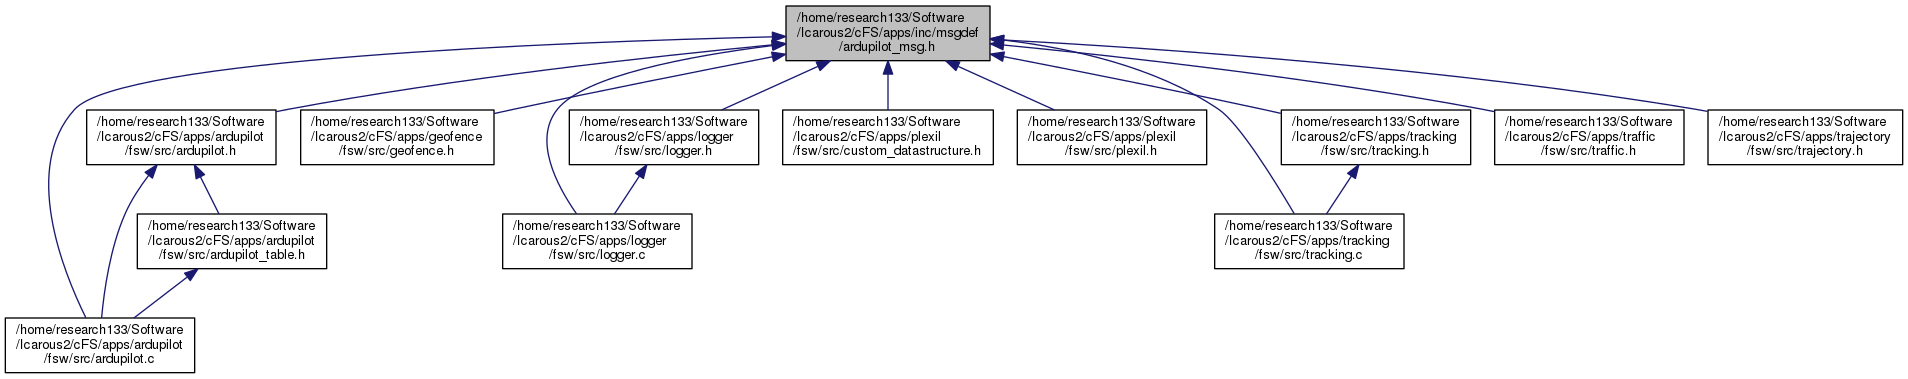 /home/research133/Software
/Icarous2/cFS/apps/inc/msgdef
/ardupilot_msg.h
/home/research133/Software
/Icarous2/cFS/apps/ardupilot
/fsw/src/ardupilot.h
/home/research133/Software
/Icarous2/cFS/apps/geofence
/fsw/src/geofence.h
/home/research133/Software
/Icarous2/cFS/apps/logger
/fsw/src/logger.h
/home/research133/Software
/Icarous2/cFS/apps/plexil
/fsw/src/custom_datastructure.h
/home/research133/Software
/Icarous2/cFS/apps/plexil
/fsw/src/plexil.h
/home/research133/Software
/Icarous2/cFS/apps/tracking
/fsw/src/tracking.h
/home/research133/Software
/Icarous2/cFS/apps/traffic
/fsw/src/traffic.h
/home/research133/Software
/Icarous2/cFS/apps/trajectory
/fsw/src/trajectory.h
/home/research133/Software
/Icarous2/cFS/apps/ardupilot
/fsw/src/ardupilot_table.h
/home/research133/Software
/Icarous2/cFS/apps/logger
/fsw/src/logger.c
/home/research133/Software
/Icarous2/cFS/apps/tracking
/fsw/src/tracking.c
/home/research133/Software
/Icarous2/cFS/apps/ardupilot
/fsw/src/ardupilot.c